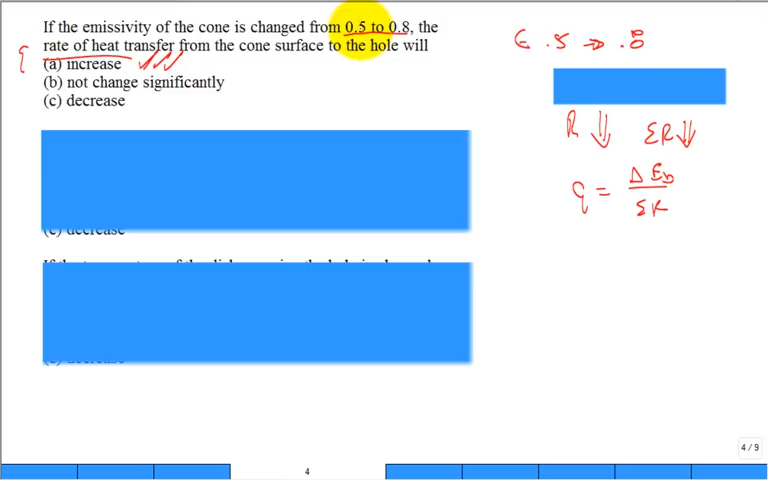 If the emissivity of the cone is changed from 0.5 to 0.8, the
rate of heat transfer from the cone surface to the hole will
(a) increase
(b) not change significantly
(c) decrease
(c) decrease
ε .5 → .8
R ⇓ ΣR ⇓
q = ΔEb / ΣR
4
4 / 9